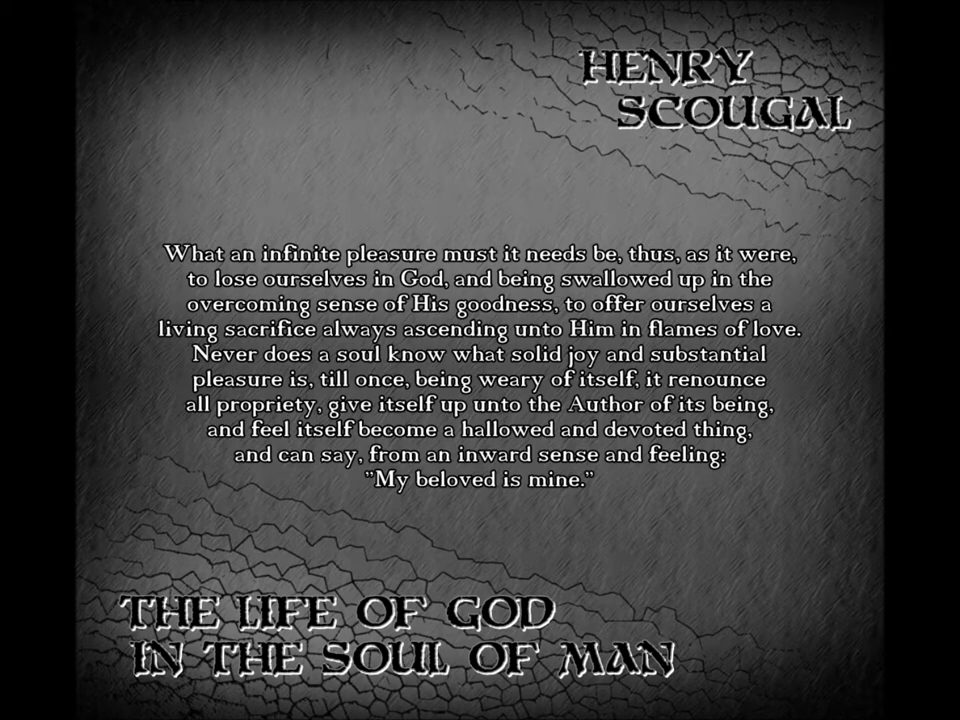 HENRY
SCOUGAL
What an infinite pleasure must it needs be, thus, as it were,
to lose ourselves in God, and being swallowed up in the
overcoming sense of His goodness, to offer ourselves a
living sacrifice always ascending unto Him in flames of love.
Never does a soul know what solid joy and substantial
pleasure is, till once, being weary of itself, it renounce
all propriety, give itself up unto the Author of its being,
and feel itself become a hallowed and devoted thing,
and can say, from an inward sense and feeling:
"My beloved is mine."
THE LIFE OF GOD
IN THE SOUL OF MAN